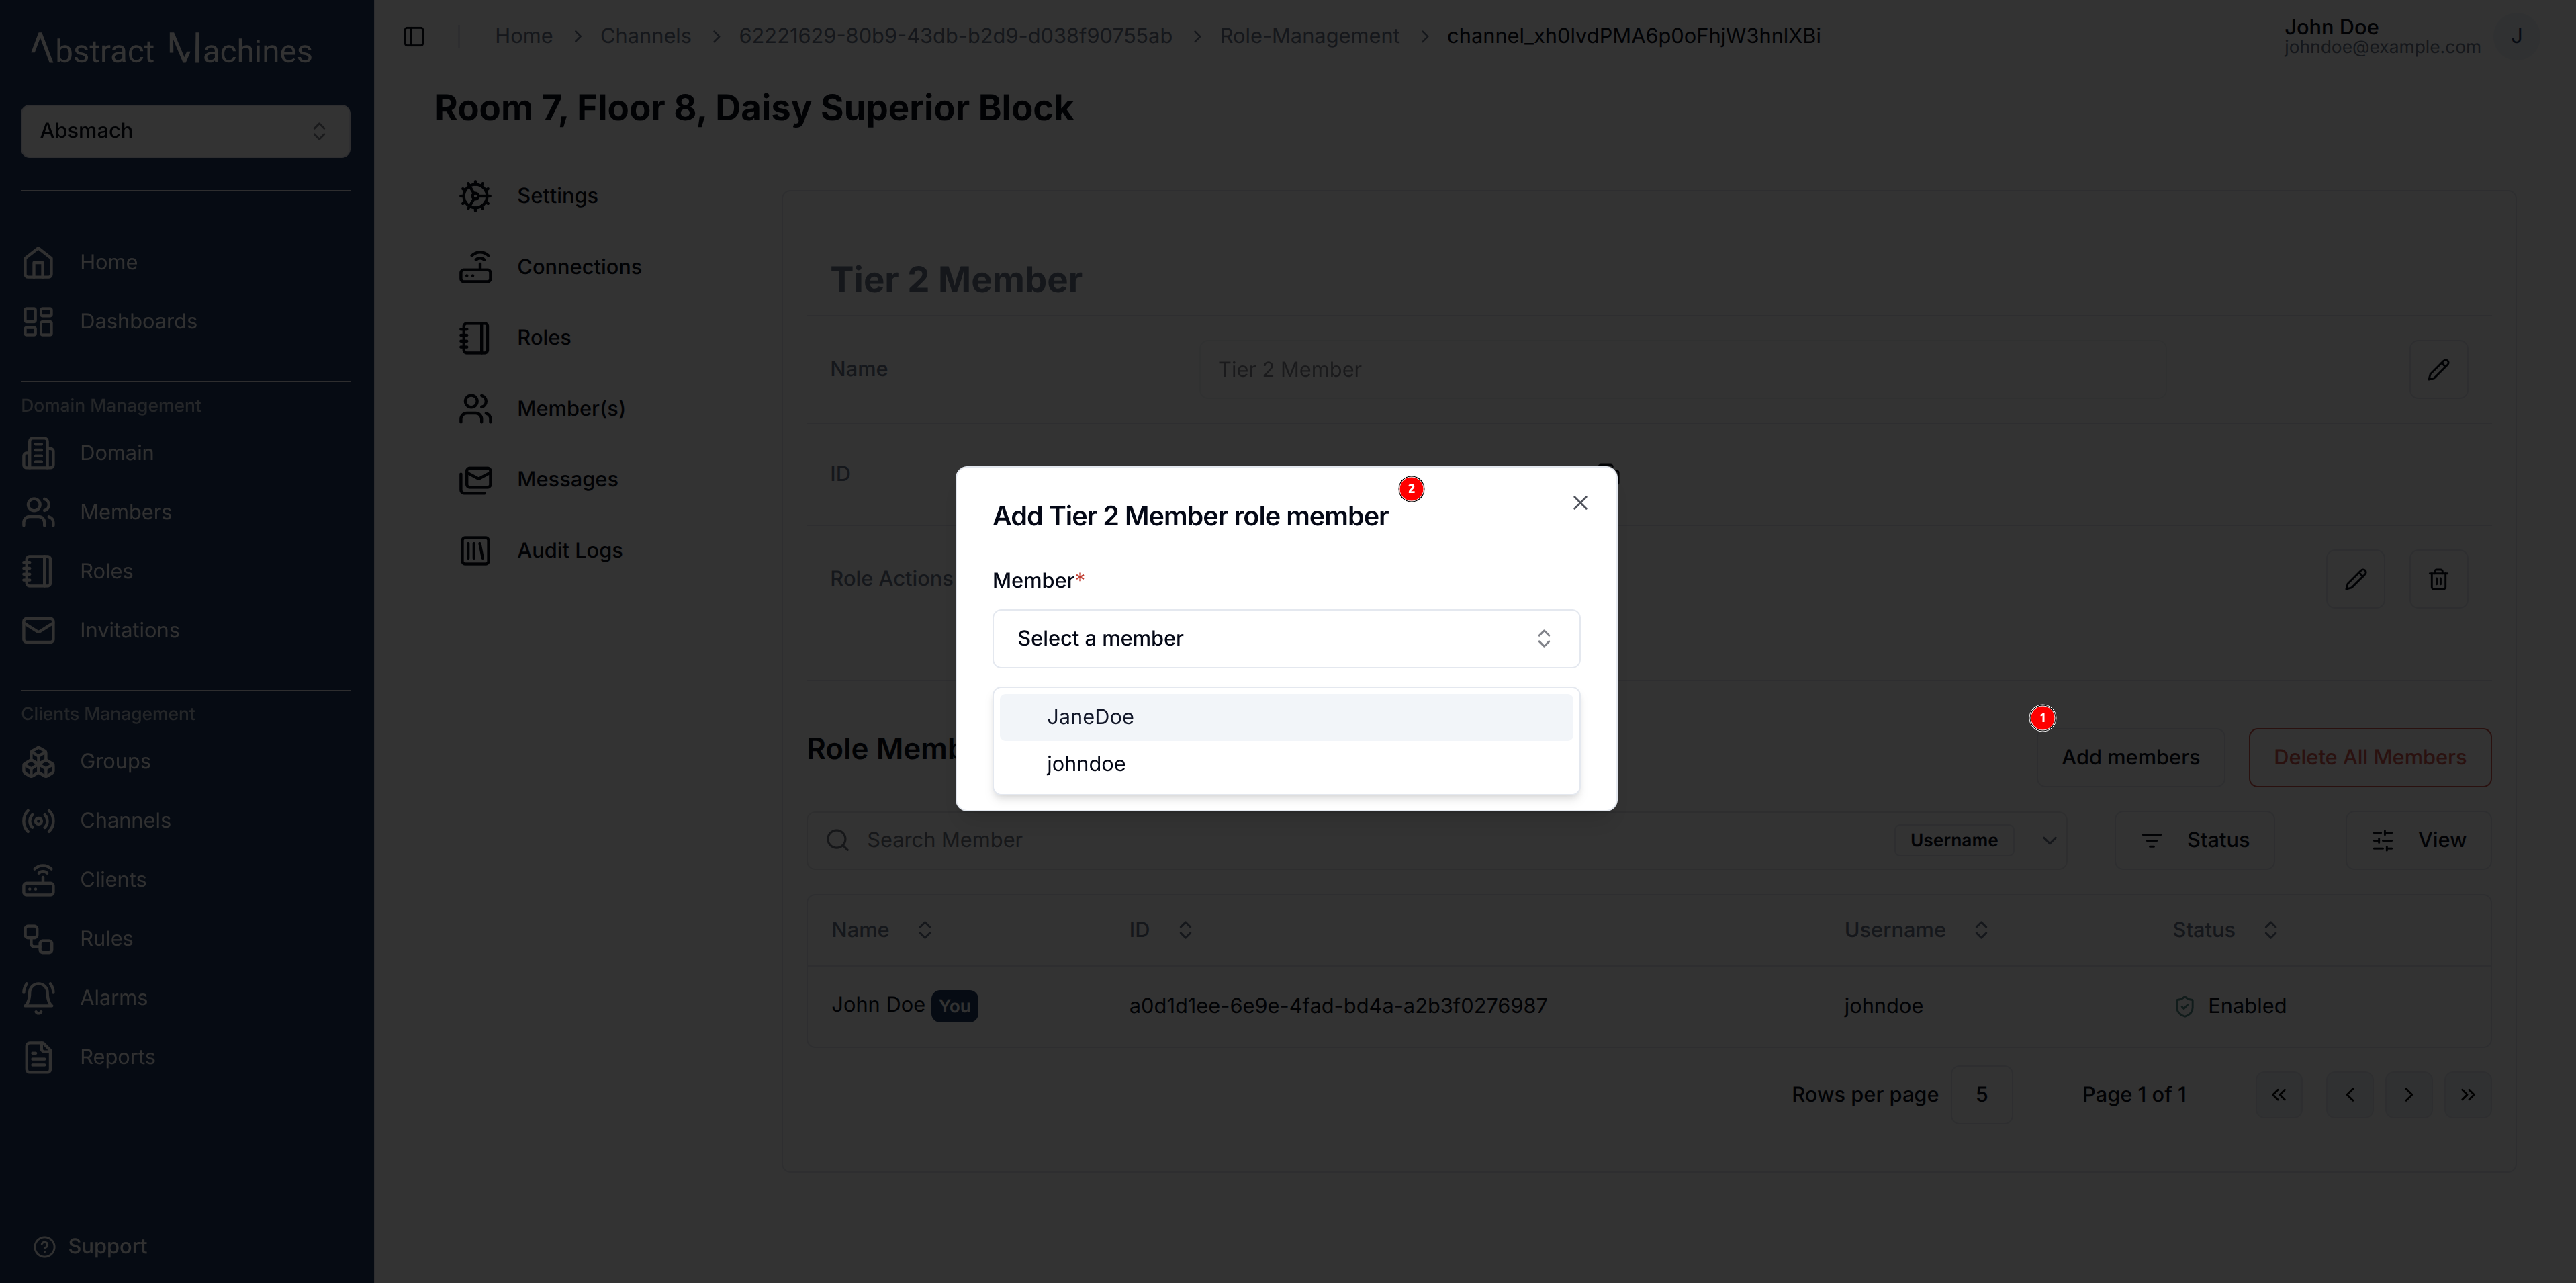 Abstract Machines
Absmach
Home
Dashboards
Domain Management
Domain
Members
Roles
Invitations
Clients Management
Groups
Channels
Clients
Rules
Alarms
Reports
Support
Home > Channels > 62221629-80b9-43db-b2d9-d038f90755ab > Role-Management > channel_xh0lvdPMA6p0oFhjW3hnlXBi
John Doe
johndoe@example.com
J
Room 7, Floor 8, Daisy Superior Block
Settings
Connections
Roles
Member(s)
Messages
Audit Logs
Tier 2 Member
Name Tier 2 Member
ID
Role Actions
2
Add Tier 2 Member role member
Member*
Select a member
JaneDoe
johndoe
1
Role Memb
Add members Delete All Members
Search Member Username Status View
Name ID Username Status
John Doe You a0d1d1ee-6e9e-4fad-bd4a-a2b3f0276987 johndoe Enabled
Rows per page 5 Page 1 of 1